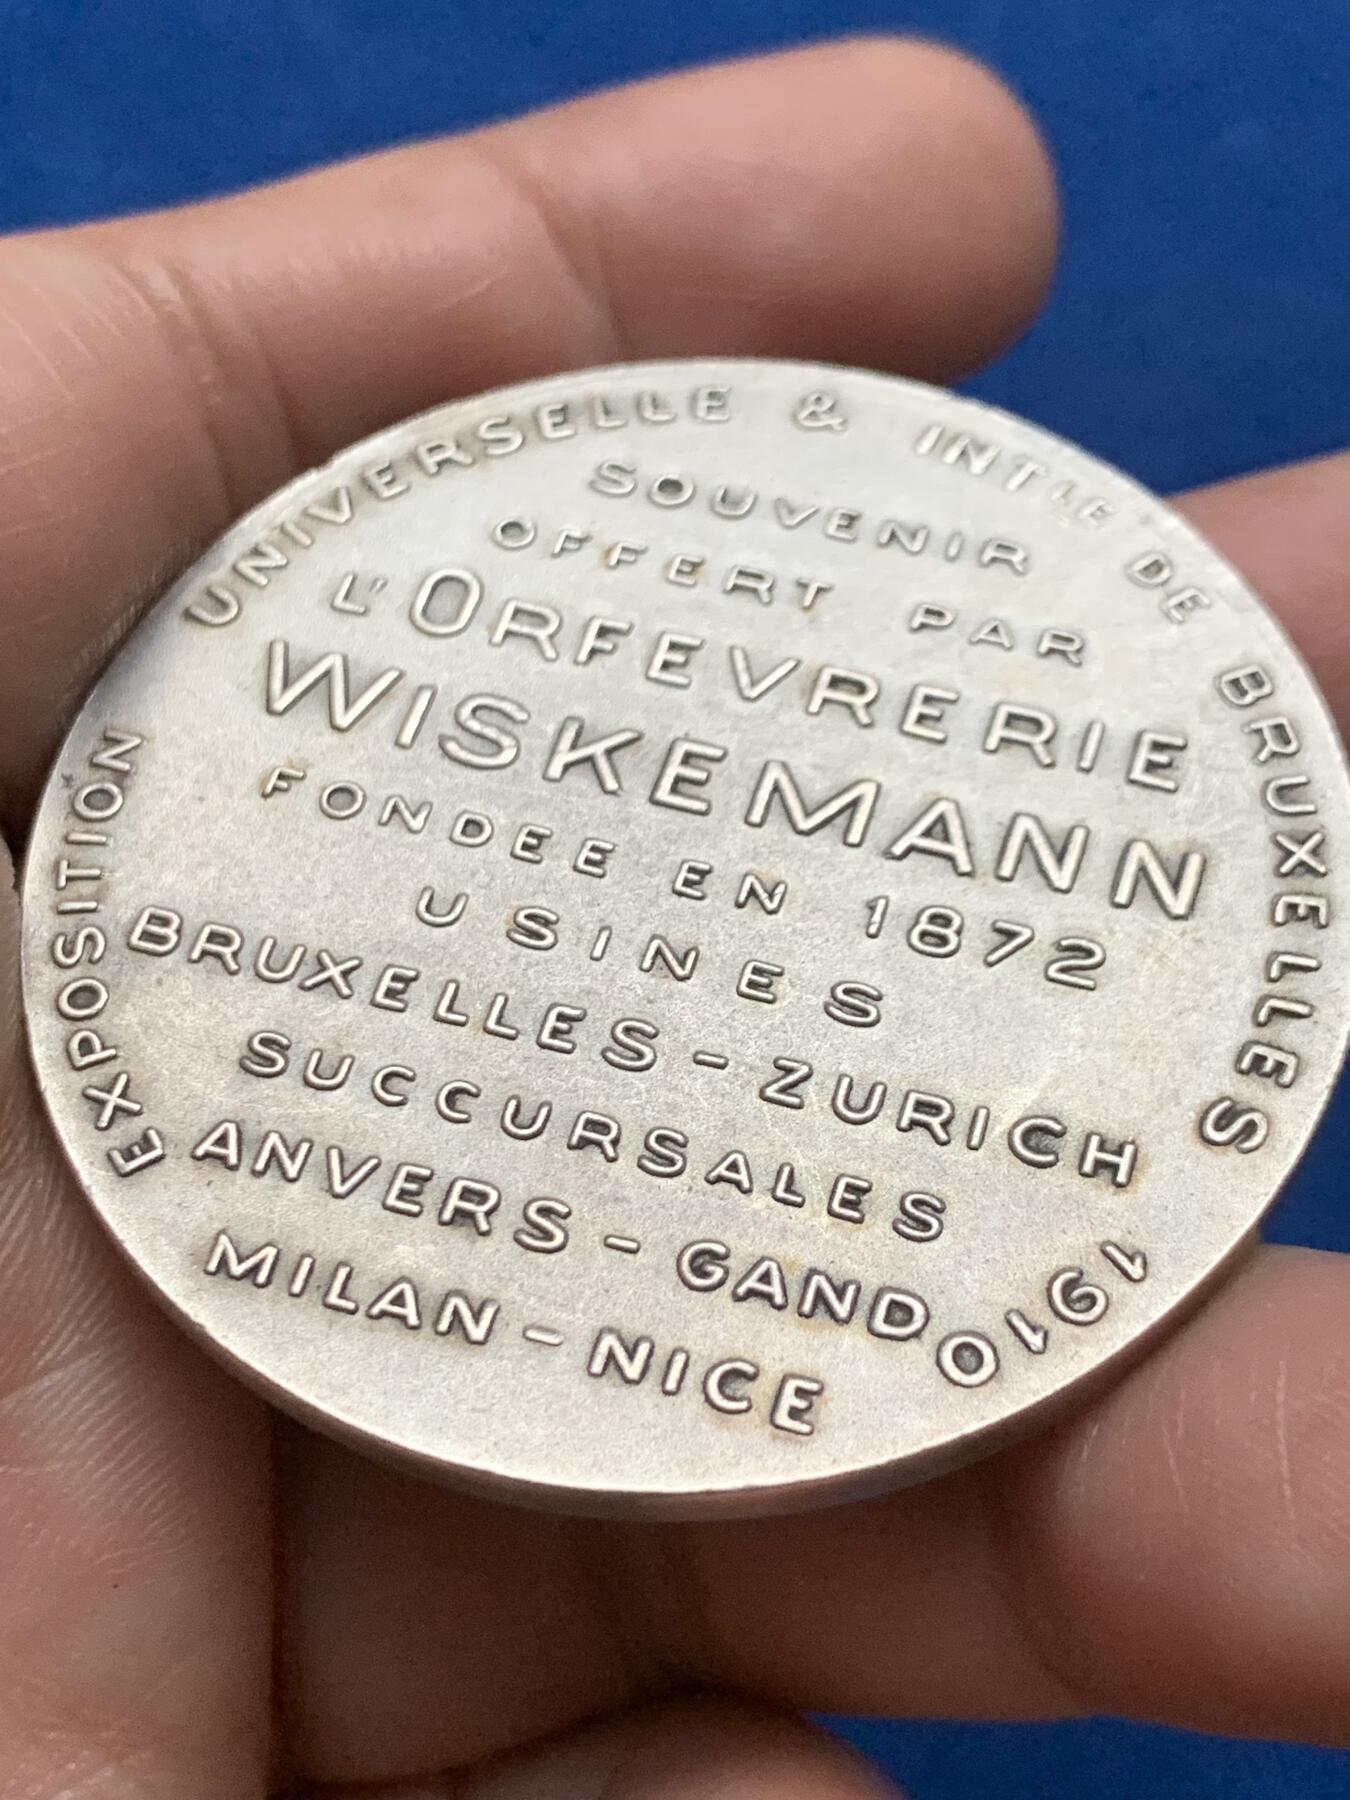 EXPOSITION UNIVERSELLE & INTLE DE BRUXELLES 1910
SOUVENIR
OFFERT PAR
L'ORFEVRERIE
WISKEMANN
FONDEE EN 1872
USINES
BRUXELLES-ZURICH
SUCCURSALES
ANVERS-GAND
MILAN-NICE